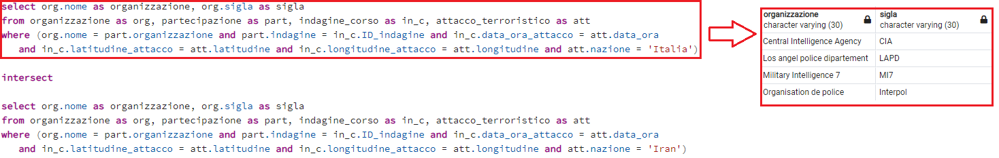 select org.nome as organizzazione, org.sigla as sigla
from organizzazione as org, partecipazione as part, indagine_corso as in_c, attacco_terroristico as att
where (org.nome = part.organizzazione and part.indagine = in_c.ID_indagine and in_c.data_ora_attacco = att.data_ora
and in_c.latitudine_attacco = att.latitudine and in_c.longitudine_attacco = att.longitudine and att.nazione = 'Italia')
intersect
select org.nome as organizzazione, org.sigla as sigla
from organizzazione as org, partecipazione as part, indagine_corso as in_c, attacco_terroristico as att
where (org.nome = part.organizzazione and part.indagine = in_c.ID_indagine and in_c.data_ora_attacco = att.data_ora
and in_c.latitudine_attacco = att.latitudine and in_c.longitudine_attacco = att.longitudine and att.nazione = 'Iran')
organizzazione sigla
character varying (30) character varying (30)
Central Intelligence Agency CIA
Los angel police dipartement LAPD
Military Intelligence 7 MI7
Organisation de police Interpol